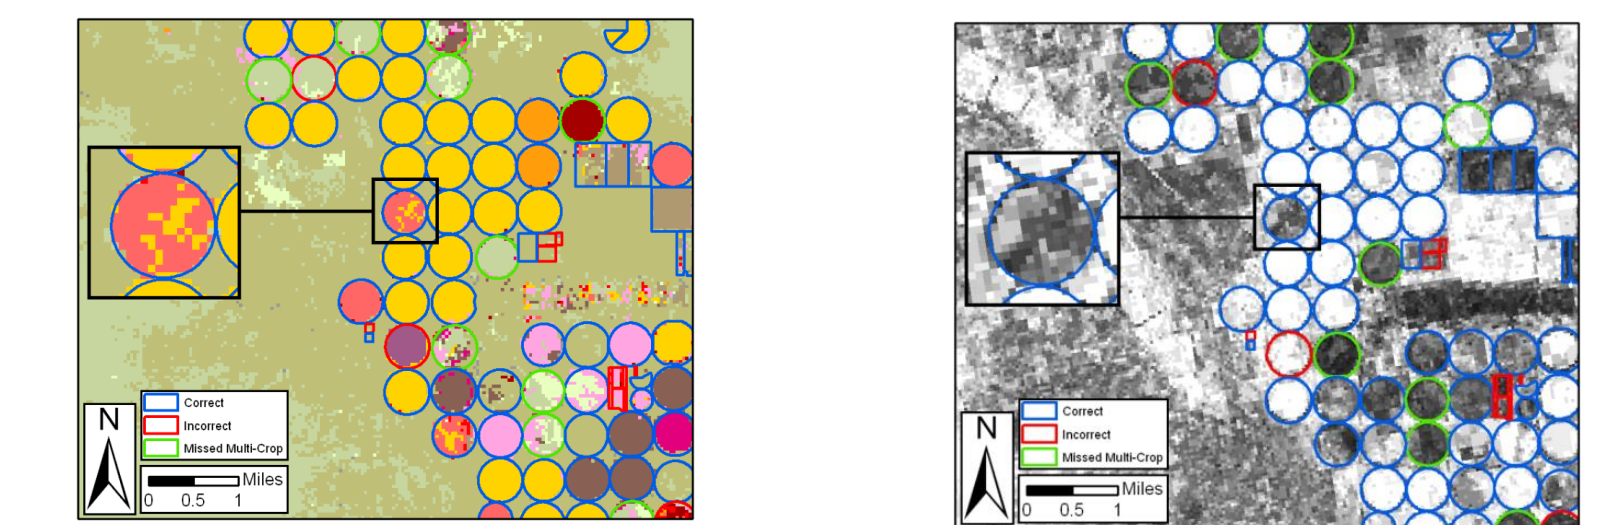 N
Correct
Incorrect
Missed Multi-Crop
Miles
0 0.5 1
N
Correct
Incorrect
Missed Multi-Crop
Miles
0 0.5 1